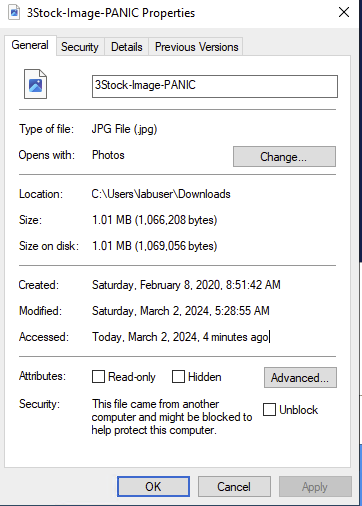 3Stock-Image-PANIC Properties
General Security Details Previous Versions
3Stock-Image-PANIC
Type of file: JPG File (.jpg)
Opens with: Photos Change...
Location: C:\Users\labuser\Downloads
Size: 1.01 MB (1,066,208 bytes)
Size on disk: 1.01 MB (1,069,056 bytes)
Created: Saturday, February 8, 2020, 8:51:42 AM
Modified: Saturday, March 2, 2024, 5:28:55 AM
Accessed: Today, March 2, 2024, 4 minutes ago
Attributes: Read-only Hidden Advanced...
Security: This file came from another
computer and might be blocked to Unblock
help protect this computer.
OK Cancel Apply